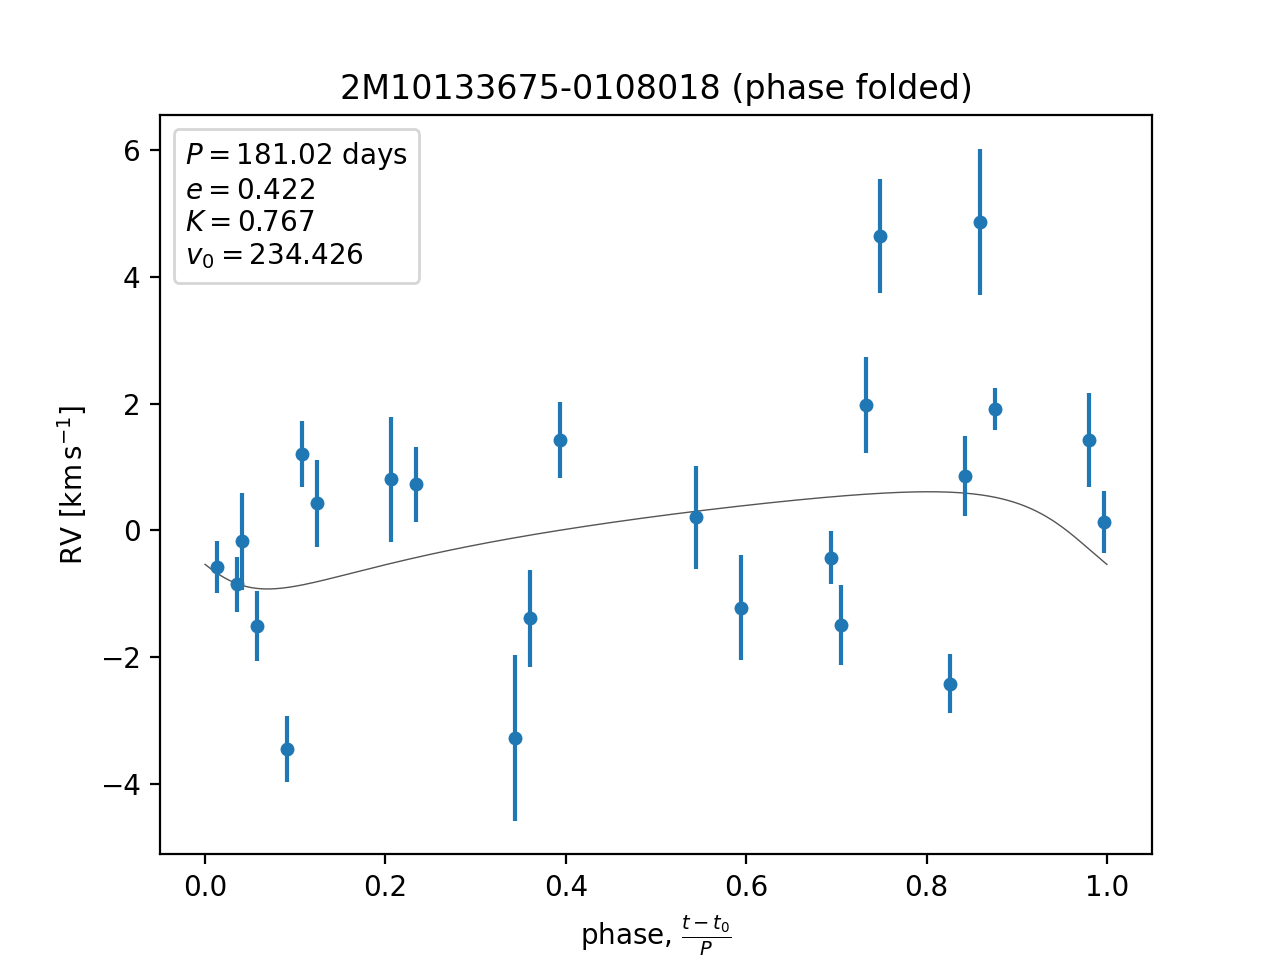 2M10133675-0108018 (phase folded)
P = 181.02 days
e = 0.422
K = 0.767
v₀ = 234.426
6
4
2
0
−2
−4
RV [km s⁻¹]
0.0 0.2 0.4 0.6 0.8 1.0
phase, (t − t₀)/P